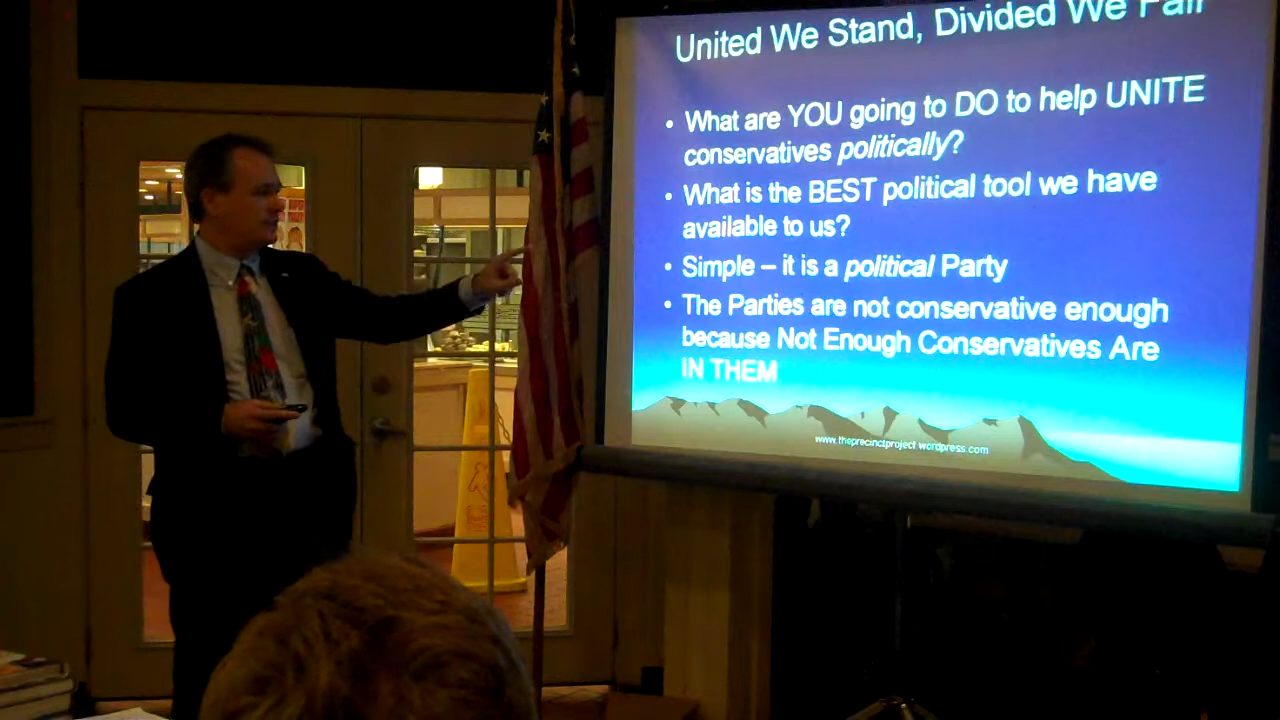 United We Stand, Divided We Fail
• What are YOU going to DO to help UNITE
conservatives politically?
• What is the BEST political tool we have
available to us?
• Simple – it is a political Party
• The Parties are not conservative enough
because Not Enough Conservatives Are
IN THEM
www.theprecinctproject.wordpress.com